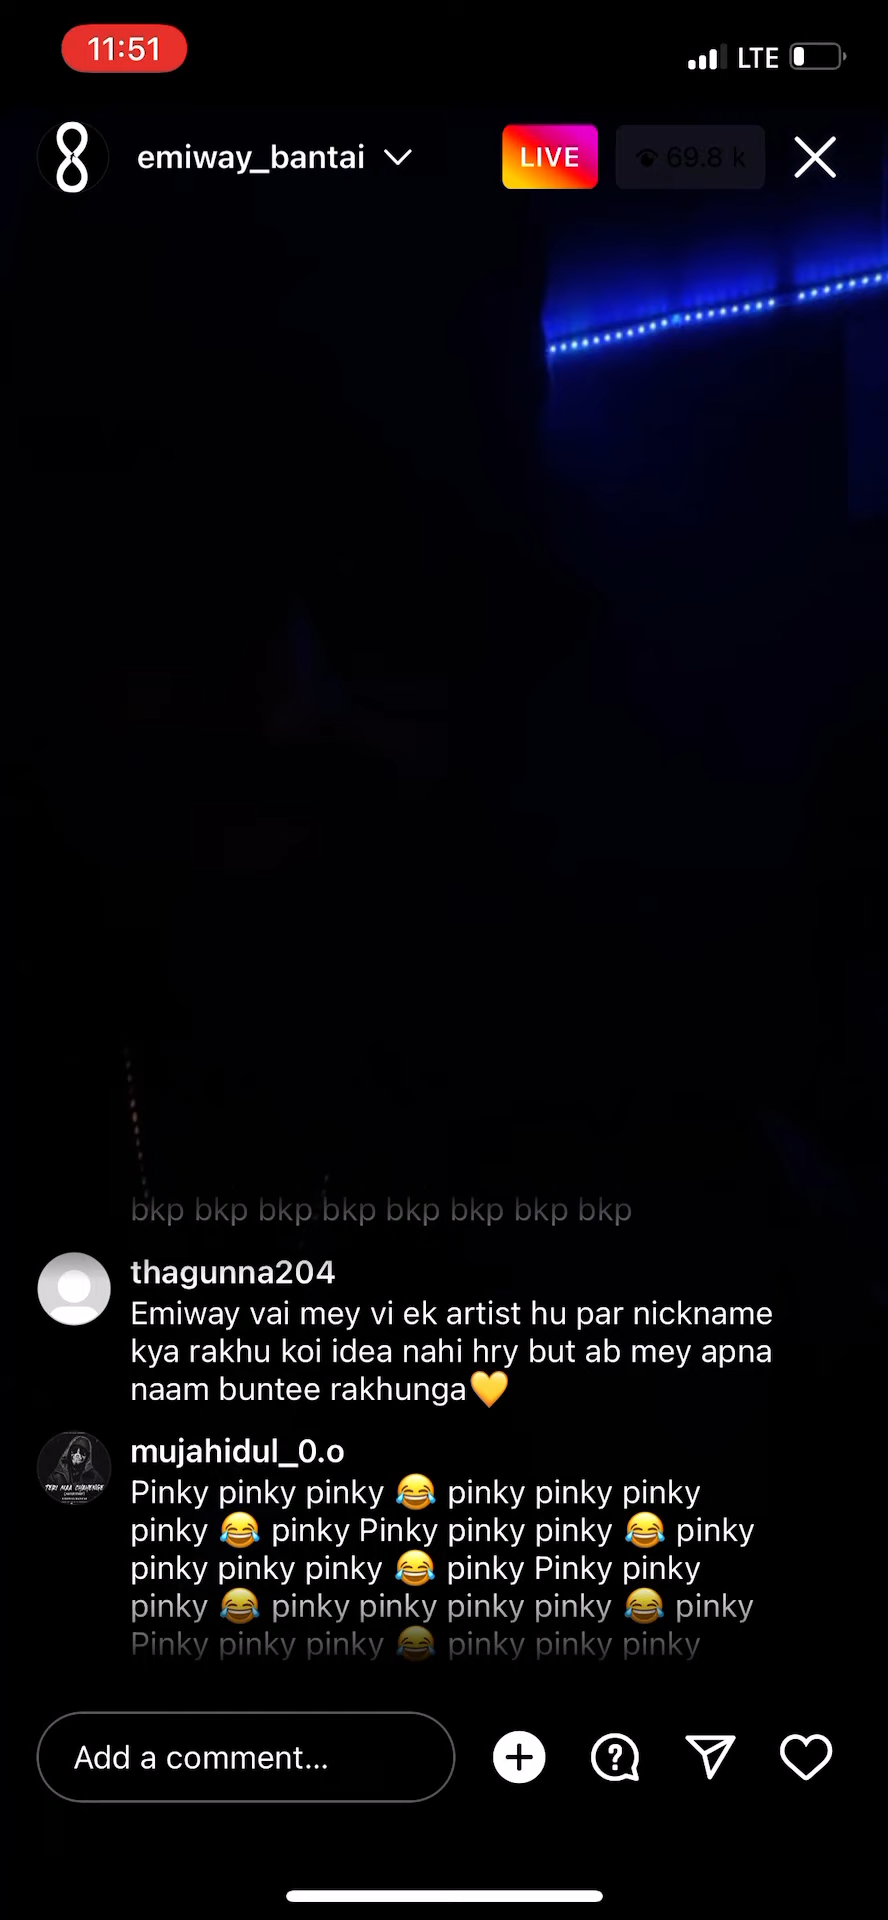 11:51
LTE
emiway_bantai
LIVE
69.8 k
bkp bkp bkp bkp bkp bkp bkp bkp
thagunna204
Emiway vai mey vi ek artist hu par nickname
kya rakhu koi idea nahi hry but ab mey apna
naam buntee rakhunga💛
mujahidul_0.o
Pinky pinky pinky 😂 pinky pinky pinky
pinky 😂 pinky Pinky pinky pinky 😂 pinky
pinky pinky pinky 😂 pinky Pinky pinky
pinky 😂 pinky pinky pinky pinky 😂 pinky
Pinky pinky pinky 😂 pinky pinky pinky
Add a comment...